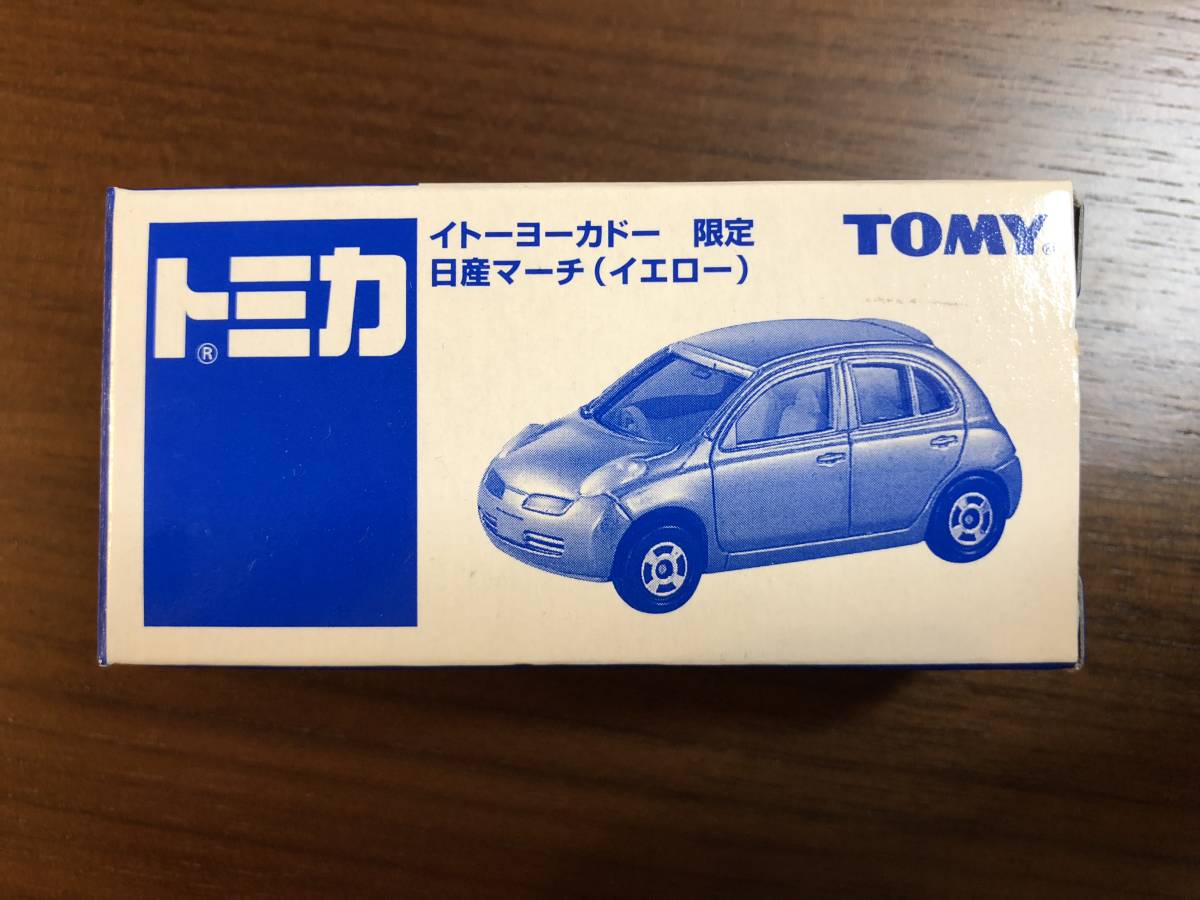 トミカ®
イトーヨーカドー 限定
日産マーチ(イエロー)
TOMY®